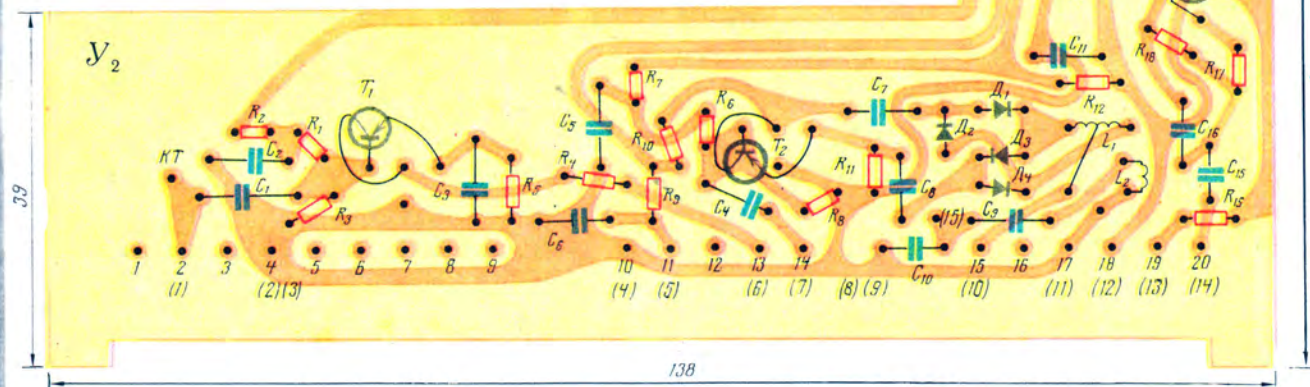 У₂
T₁
C₁₁
R₁₈
R₁₇
R₇
R₆
C₇
Д₁
R₁₂
R₂
R₁
C₅
R₁₀
T₂
Д₂
Д₃
L₁
C₁₆
КТ
C₂
R₄
R₁₁
Д₄
L₂
C₁₅
C₁
R₃
C₃
R₅
R₉
C₄
R₈
C₈
(15)
C₉
R₁₅
C₆
C₁₀
39
1 2 3 4 5 6 7 8 9 10 11 12 13 14 15 16 17 18 19 20
(1) (2)(3) (4) (5) (6) (7) (8) (9) (10) (11) (12) (13) (14)
138